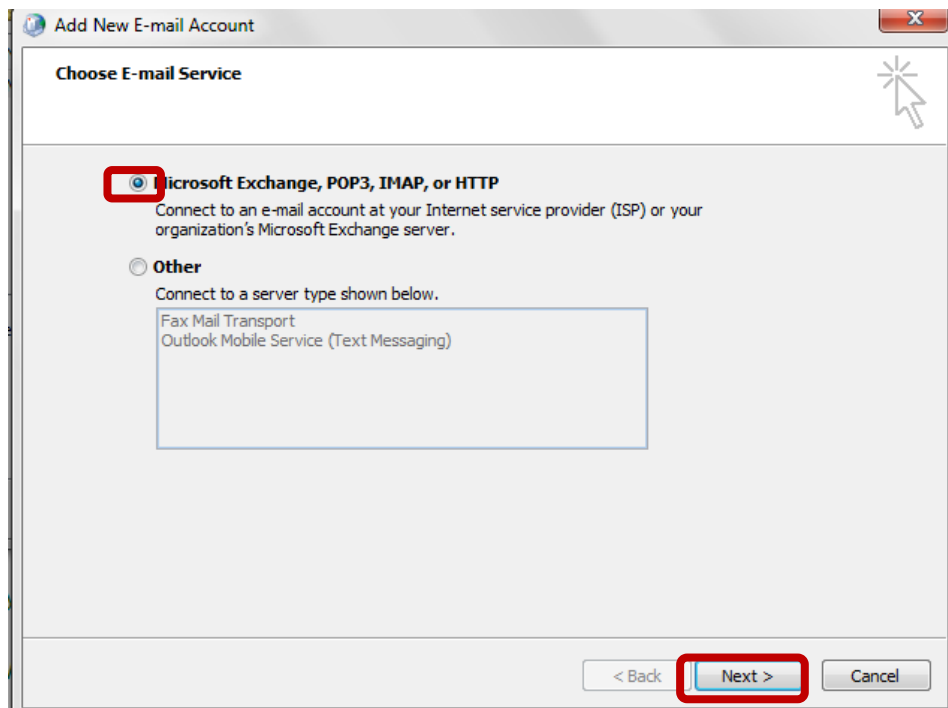 Add New E-mail Account
Choose E-mail Service
Microsoft Exchange, POP3, IMAP, or HTTP
Connect to an e-mail account at your Internet service provider (ISP) or your
organization's Microsoft Exchange server.
Other
Connect to a server type shown below.
Fax Mail Transport
Outlook Mobile Service (Text Messaging)
< Back
Next >
Cancel